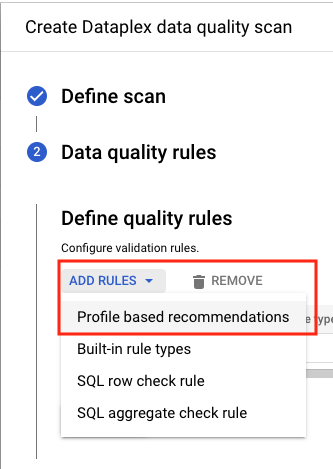 Create Dataplex data quality scan
Define scan
2 Data quality rules
Define quality rules
Configure validation rules.
ADD RULES REMOVE
Profile based recommendations
Built-in rule types
SQL row check rule
SQL aggregate check rule